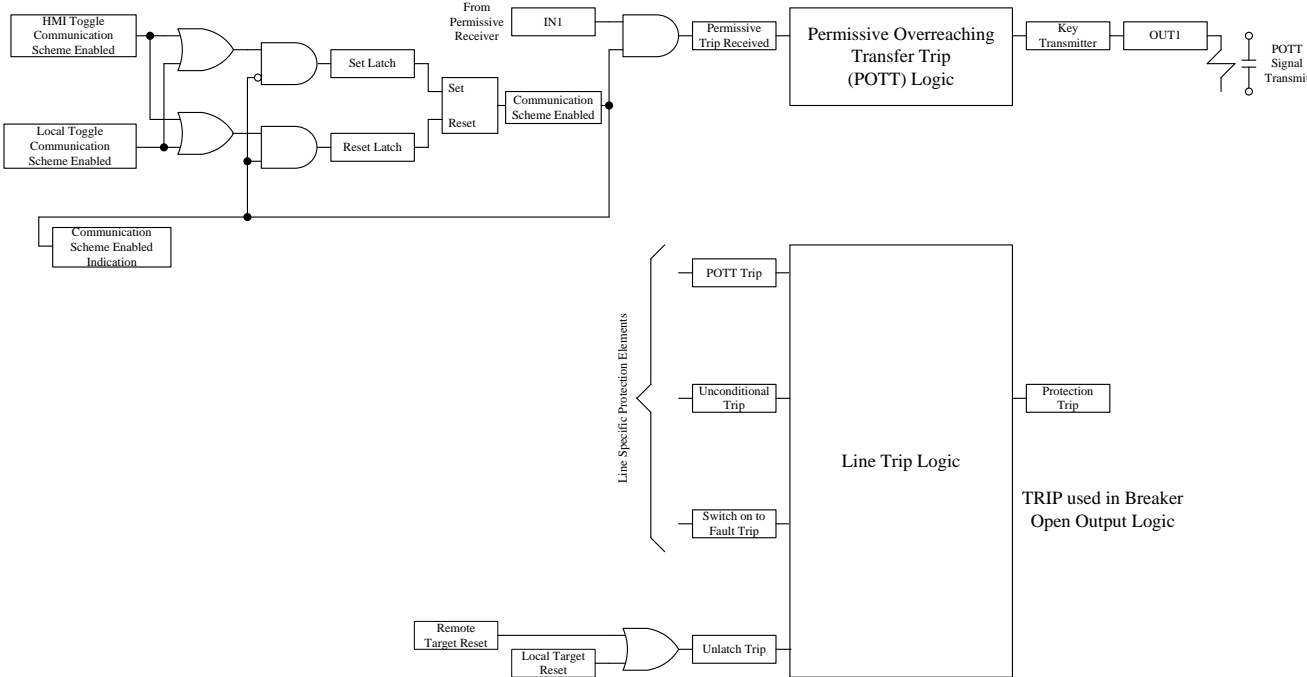 HMI Toggle
Communication
Scheme Enabled
Local Toggle
Communication
Scheme Enabled
Set Latch
Reset Latch
Set
Reset
Communication
Scheme Enabled
Communication
Scheme Enabled
Indication
From
Permissive
Receiver
IN1
Permissive
Trip Received
Permissive Overreaching
Transfer Trip
(POTT) Logic
Key
Transmitter
OUT1
POTT
Signal
Transmit
Line Specific Protection Elements
POTT Trip
Unconditional
Trip
Switch on to
Fault Trip
Remote
Target Reset
Local Target
Reset
Unlatch Trip
Line Trip Logic
Protection
Trip
TRIP used in Breaker
Open Output Logic